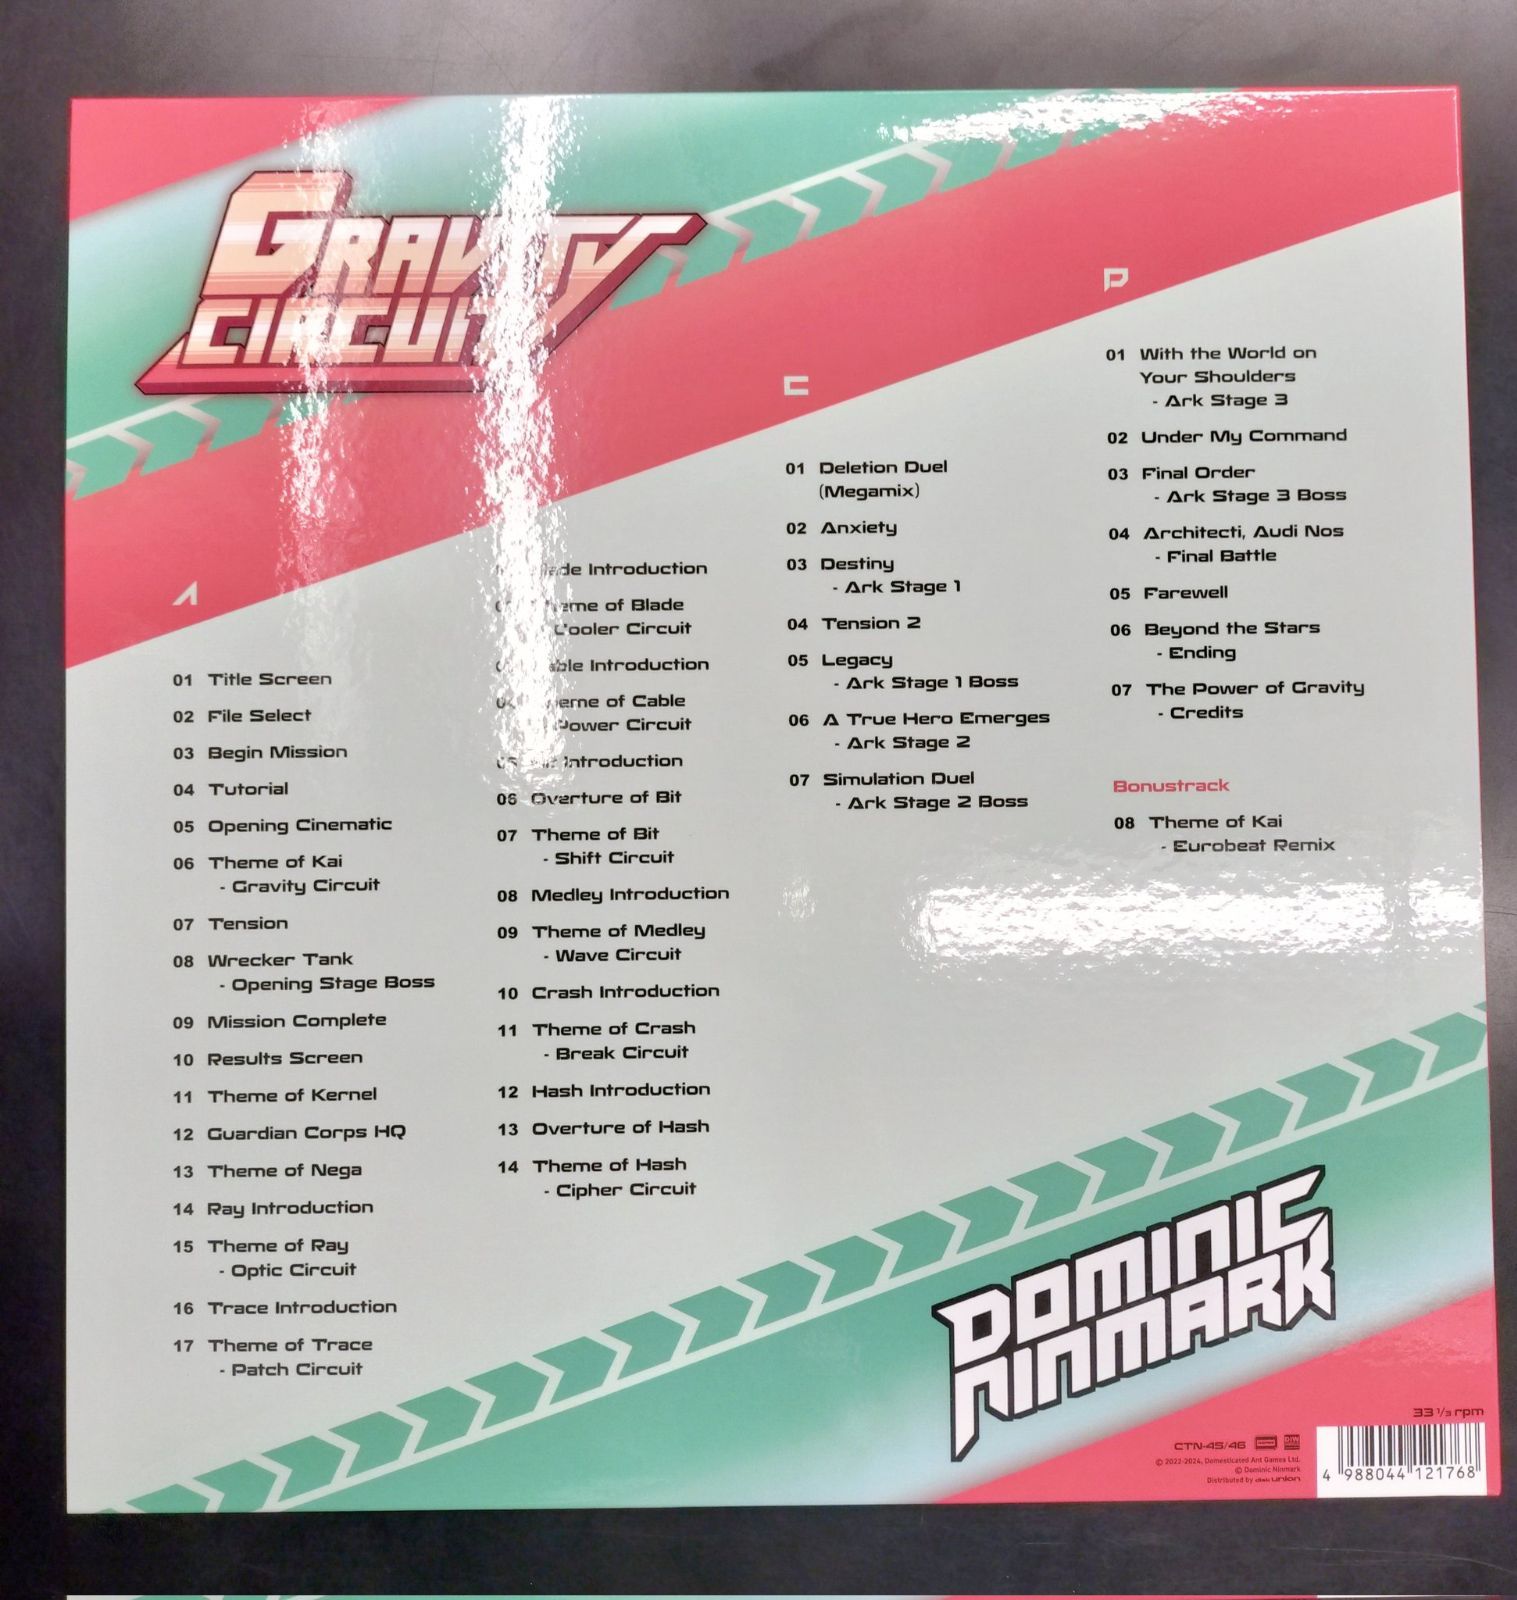 GRAVITY
CIRCUIT
A
01 Title Screen
02 File Select
03 Begin Mission
04 Tutorial
05 Opening Cinematic
06 Theme of Kai
- Gravity Circuit
07 Tension
08 Wrecker Tank
- Opening Stage Boss
09 Mission Complete
10 Results Screen
11 Theme of Kernel
12 Guardian Corps HQ
13 Theme of Nega
14 Ray Introduction
15 Theme of Ray
- Optic Circuit
16 Trace Introduction
17 Theme of Trace
- Patch Circuit
Introduction
Theme of Blade
Cooler Circuit
Introduction
04 Theme of Cable
Power Circuit
05 Bit Introduction
06 Overture of Bit
07 Theme of Bit
- Shift Circuit
08 Medley Introduction
09 Theme of Medley
- Wave Circuit
10 Crash Introduction
11 Theme of Crash
- Break Circuit
12 Hash Introduction
13 Overture of Hash
14 Theme of Hash
- Cipher Circuit
C
01 Deletion Duel
(Megamix)
02 Anxiety
03 Destiny
- Ark Stage 1
04 Tension 2
05 Legacy
- Ark Stage 1 Boss
06 A True Hero Emerges
- Ark Stage 2
07 Simulation Duel
- Ark Stage 2 Boss
D
01 With the World on
Your Shoulders
- Ark Stage 3
02 Under My Command
03 Final Order
- Ark Stage 3 Boss
04 Architecti, Audi Nos
- Final Battle
05 Farewell
06 Beyond the Stars
- Ending
07 The Power of Gravity
- Credits
Bonustrack
08 Theme of Kai
- Eurobeat Remix
DOMINIC
NINMARK
33 1/3 rpm
CTN-45/46
© 2022-2024, Domesticated Ant Games Ltd.
© Dominic Ninmark
Distributed by disk union
4 988044 121768